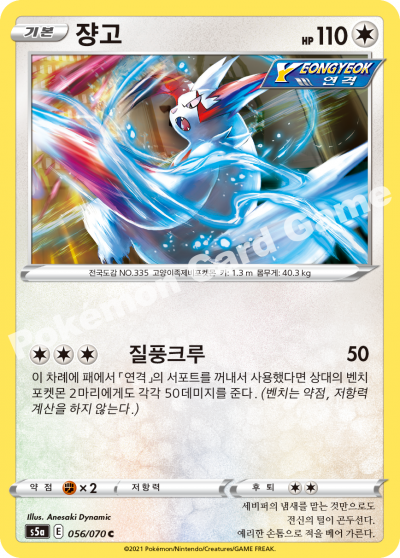 기본 쟝고 HP 110
YEONGYEOK
연격
전국도감 NO.335 고양이족제비포켓몬 키: 1.3 m 몸무게: 40.3 kg
Pokémon Card Game
질풍크루 50
이 차례에 패에서 「연격」의 서포트를 꺼내서 사용했다면 상대의 벤치
포켓몬 2마리에게도 각각 50데미지를 준다. (벤치는 약점, 저항력
계산을 하지 않는다.)
약점 ×2 저항력 후퇴
Illus. Anesaki Dynamic
s5a E 056/070 C
세비퍼의 냄새를 맡는 것만으로도
전신의 털이 곤두선다.
예리한 손톱으로 적을 베어 가른다.
©2021 Pokémon/Nintendo/Creatures/GAME FREAK.